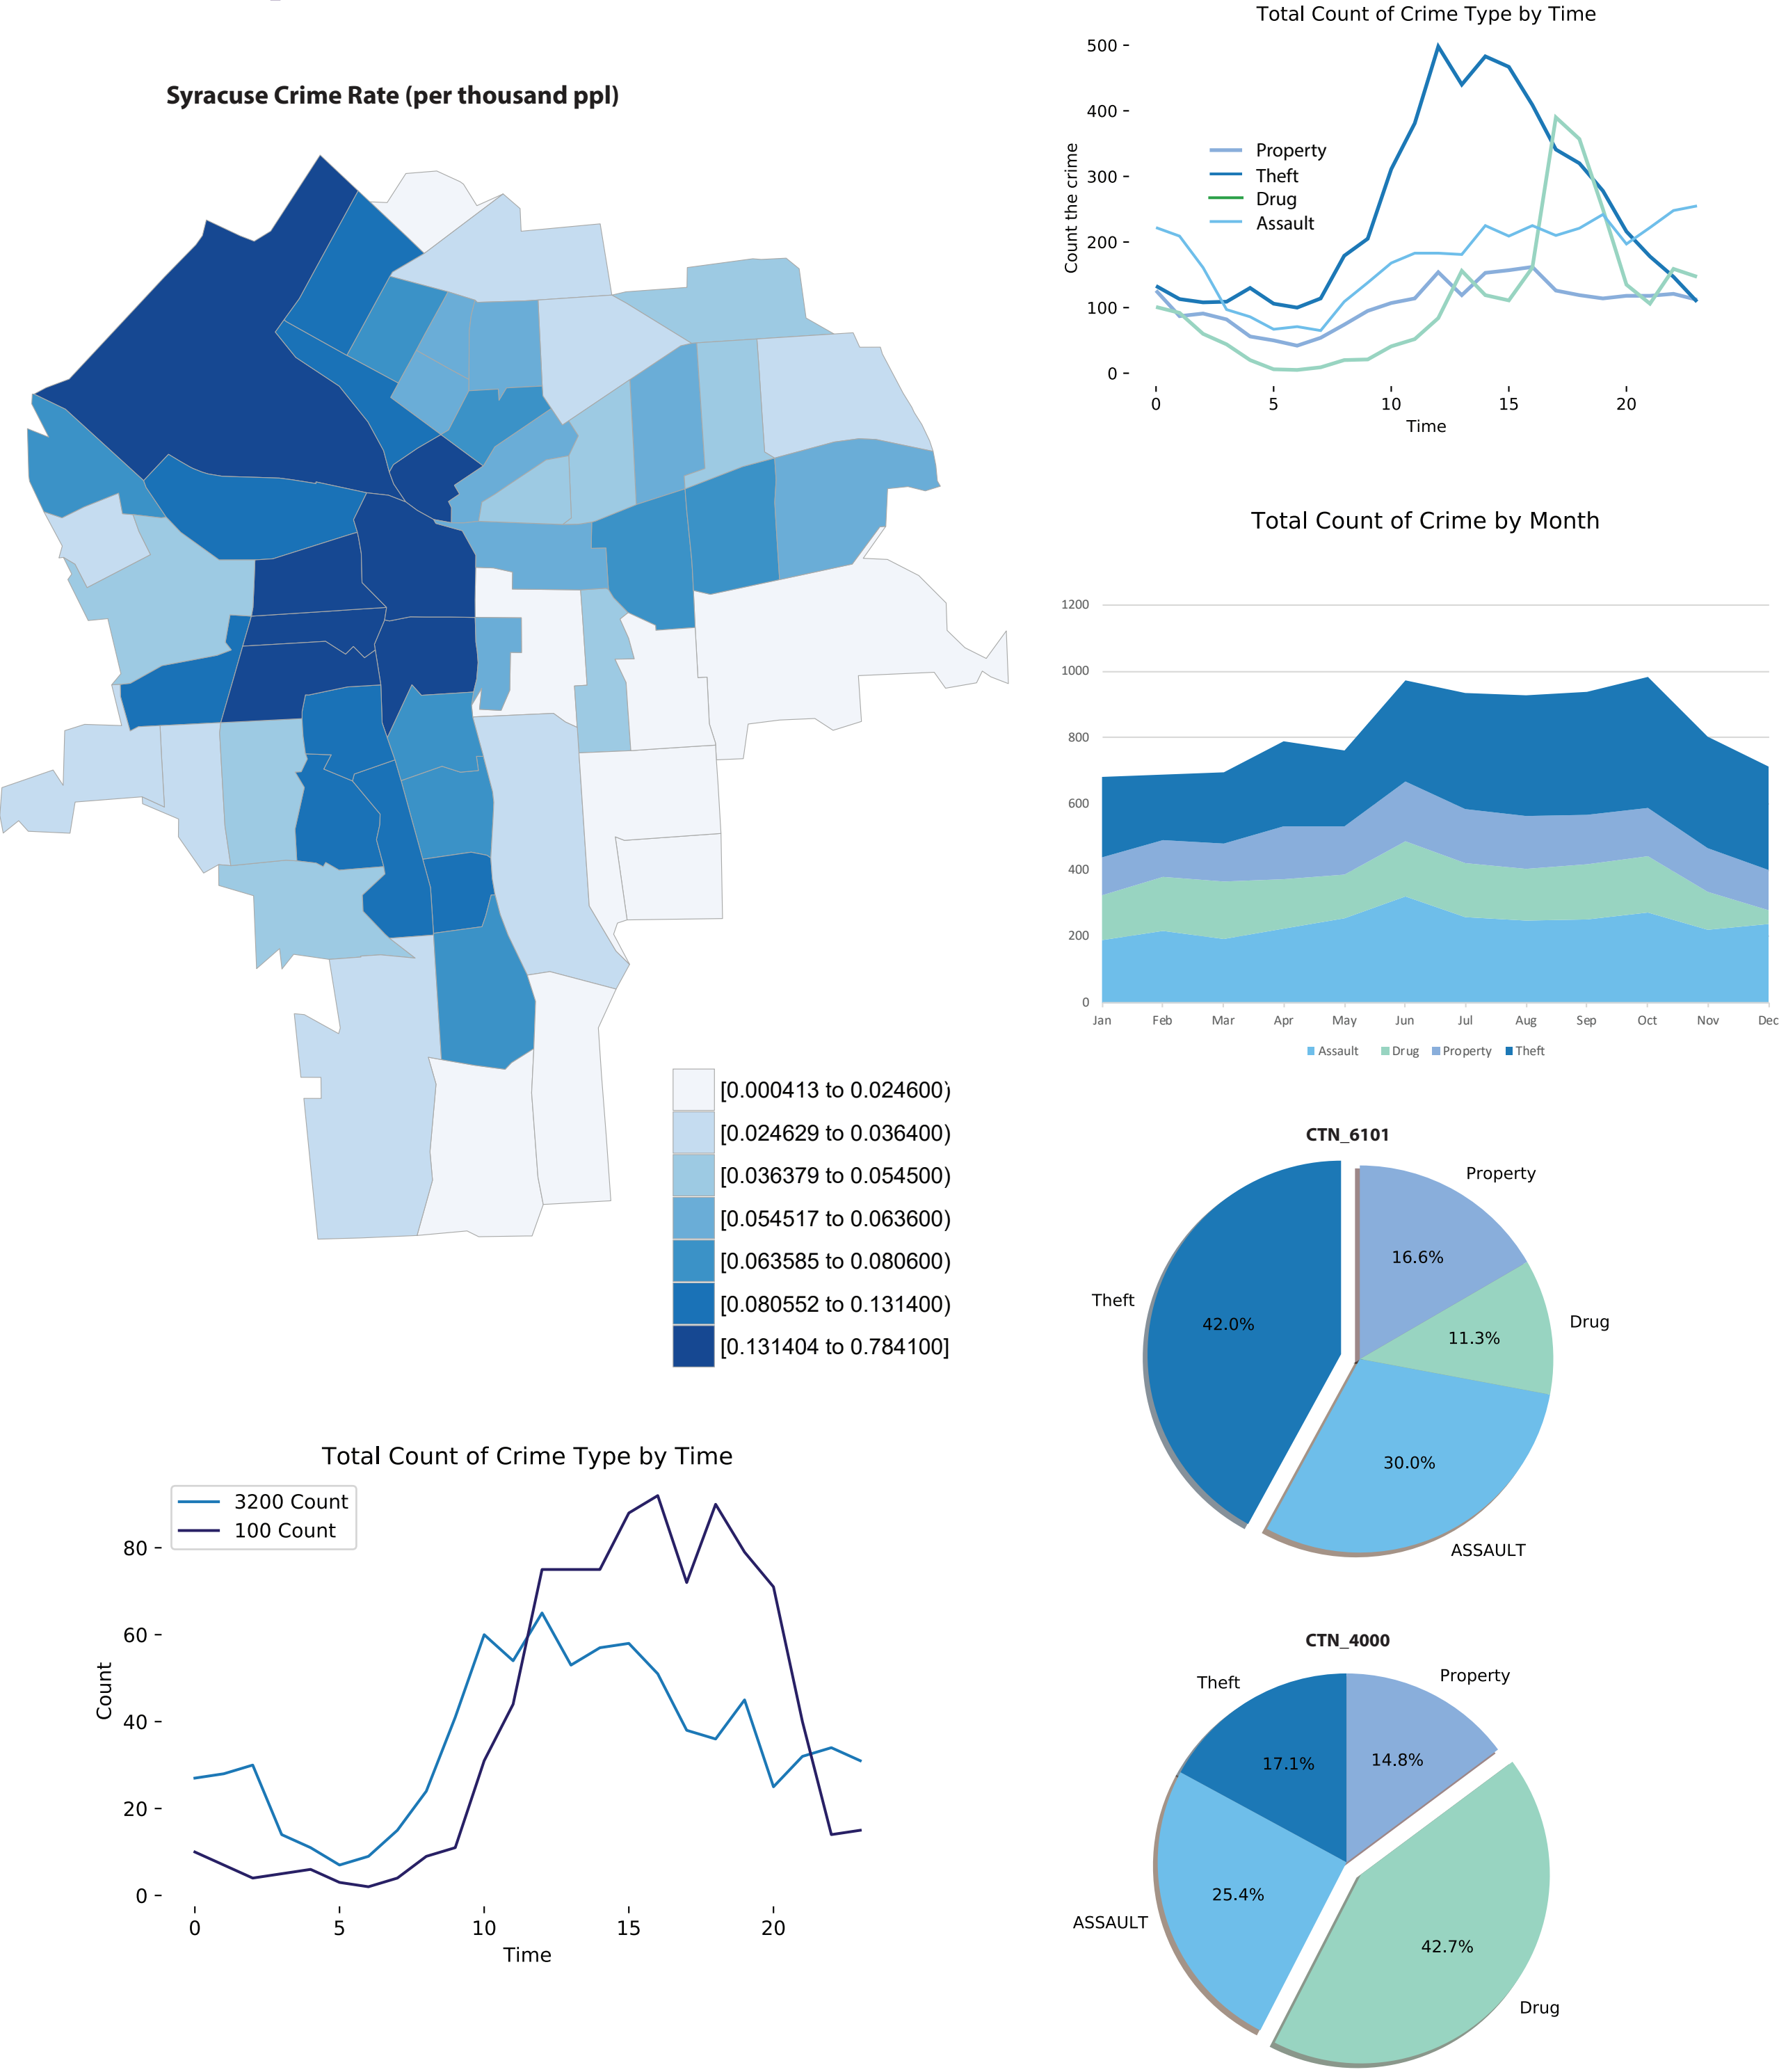 Syracuse Crime Rate (per thousand ppl)
[0.000413 to 0.024600)
[0.024629 to 0.036400)
[0.036379 to 0.054500)
[0.054517 to 0.063600)
[0.063585 to 0.080600)
[0.080552 to 0.131400)
[0.131404 to 0.784100]
Total Count of Crime Type by Time
3200 Count
100 Count
Count
80
60
40
20
0
0 5 10 15 20
Time
Total Count of Crime Type by Time
Count the crime
500
400
300
200
100
0
Property
Theft
Drug
Assault
0 5 10 15 20
Time
Total Count of Crime by Month
1200
1000
800
600
400
200
0
Jan Feb Mar Apr May Jun Jul Aug Sep Oct Nov Dec
Assault Drug Property Theft
CTN_6101
Property
16.6%
Theft
42.0%
Drug
11.3%
30.0%
ASSAULT
CTN_4000
Theft
Property
17.1%
14.8%
25.4%
ASSAULT
42.7%
Drug